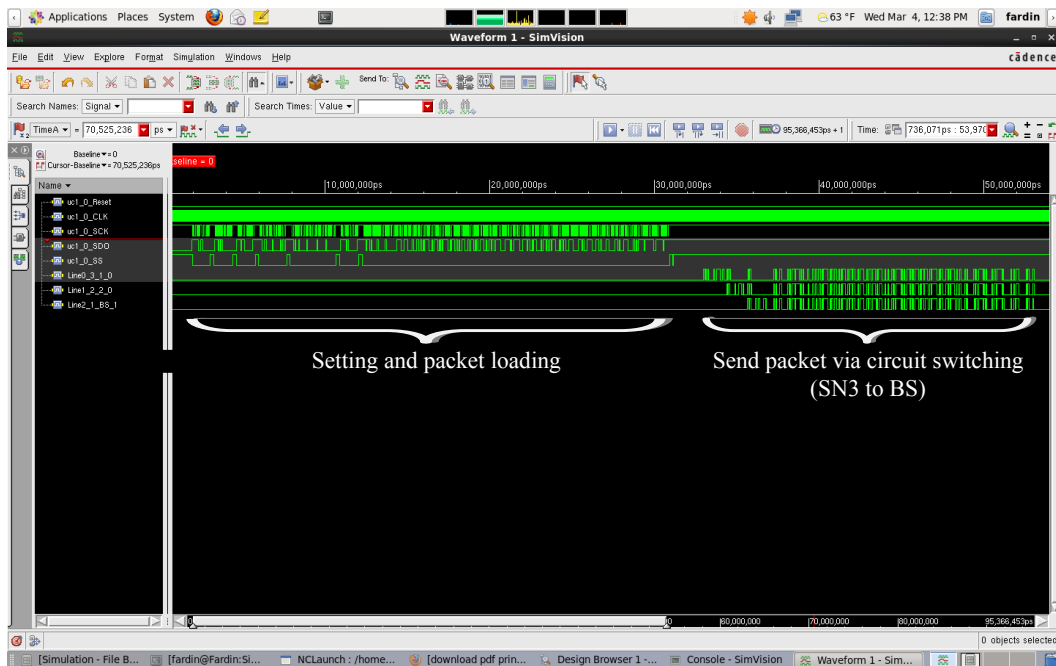 Applications Places System 63 °F Wed Mar 4, 12:38 PM fardin
Waveform 1 - SimVision
File Edit View Explore Format Simulation Windows Help cādence
Send To:
Search Names: Signal Search Times: Value
TimeA = 70,525,236 ps 95,366,453ps + 1 Time: 736,071ps : 53,970
Baseline = 0
Cursor-Baseline = 70,525,236ps
seline = 0
Name
10,000,000ps 20,000,000ps 30,000,000ps 40,000,000ps 50,000,000ps
uc1_0_Reset
uc1_0_CLK
uc1_0_SCK
uc1_0_SDO
uc1_0_SS
Line0_3_1_0
Line1_2_2_0
Line2_1_BS_1
Setting and packet loading
Send packet via circuit switching
(SN3 to BS)
0 60,000,000 70,000,000 80,000,000 95,366,453ps
0 objects selected
[Simulation - File B... [fardin@Fardin:Si... NCLaunch : /home... [download pdf prin... Design Browser 1 -... Console - SimVision Waveform 1 - Sim...